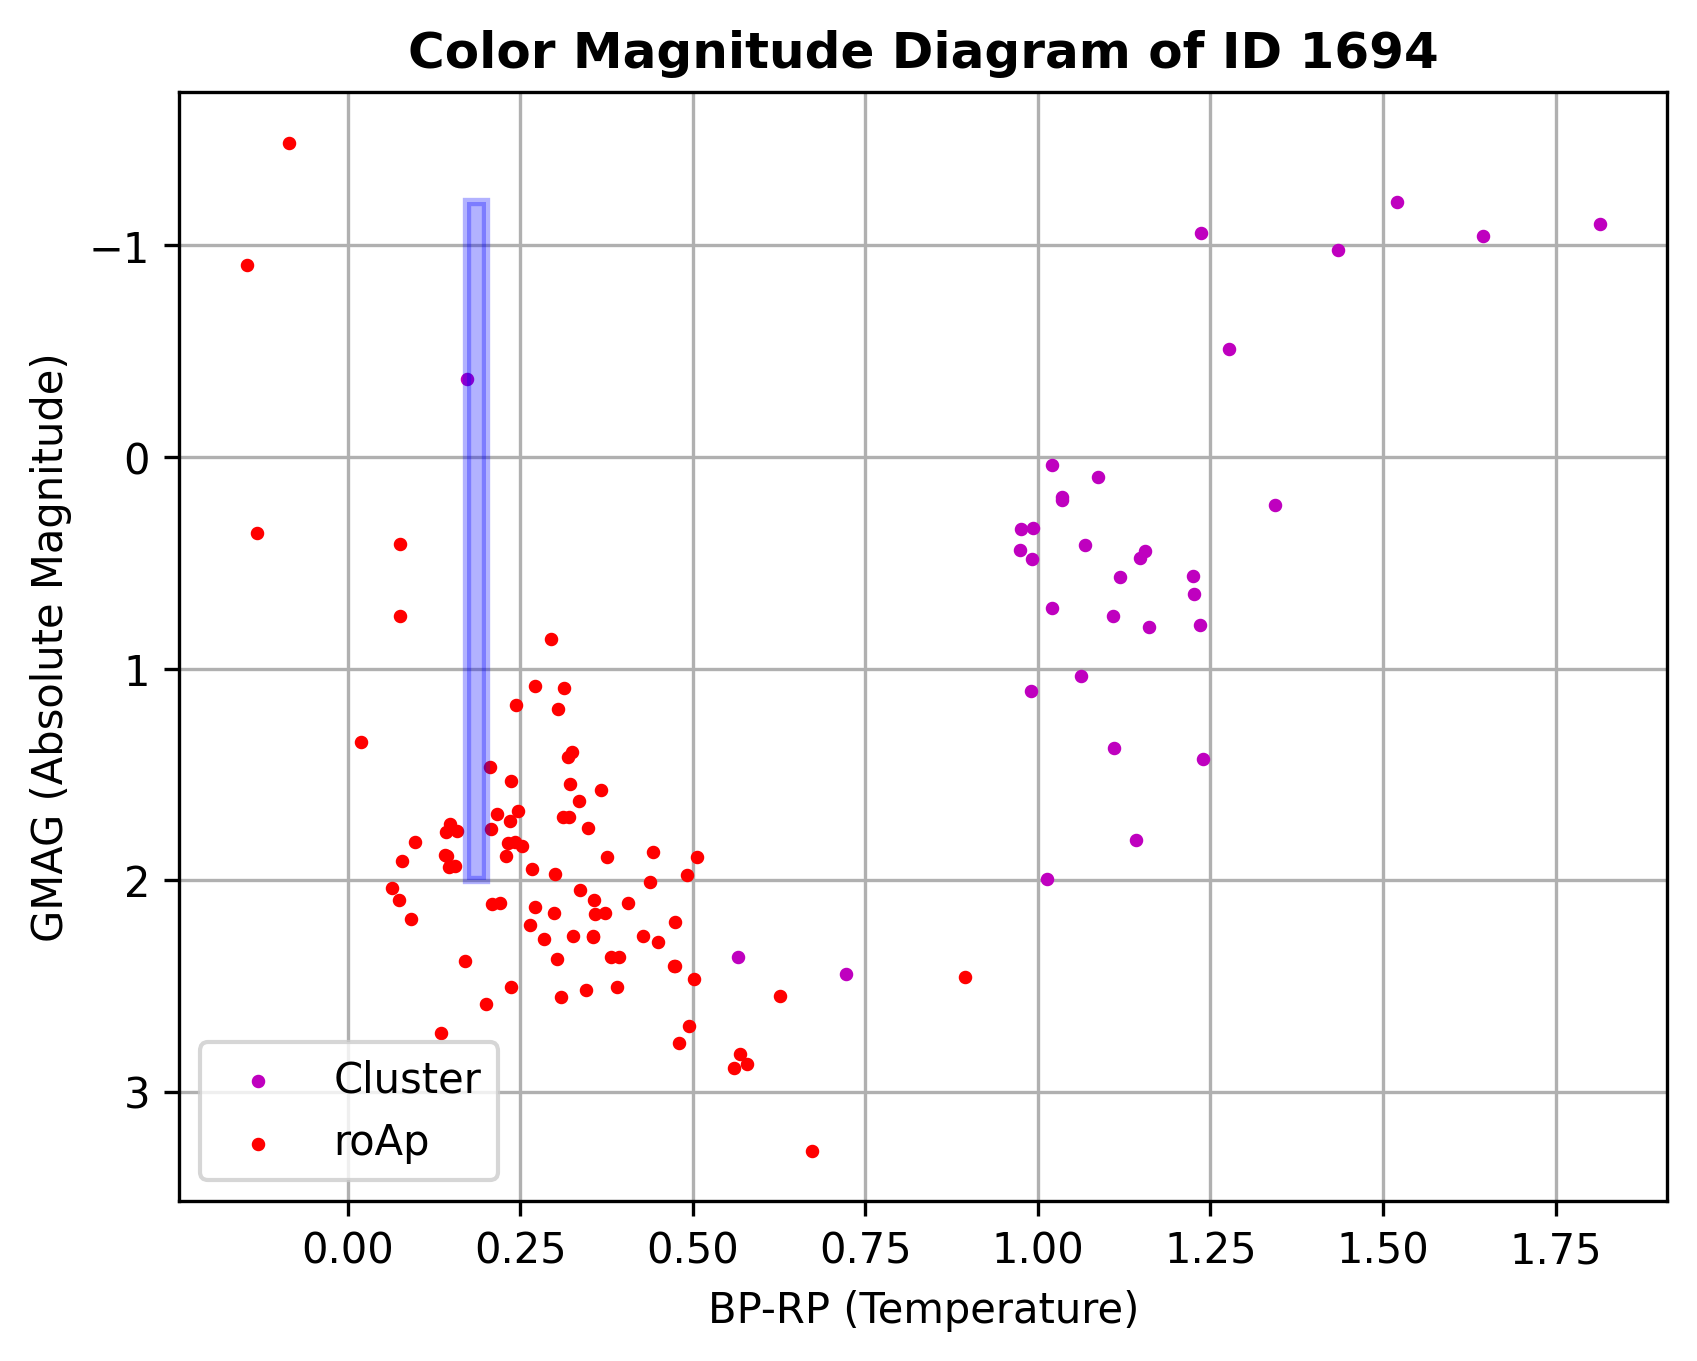 Color Magnitude Diagram of ID 1694
GMAG (Absolute Magnitude)
−1
0
1
2
3
Cluster
roAp
0.00 0.25 0.50 0.75 1.00 1.25 1.50 1.75
BP-RP (Temperature)